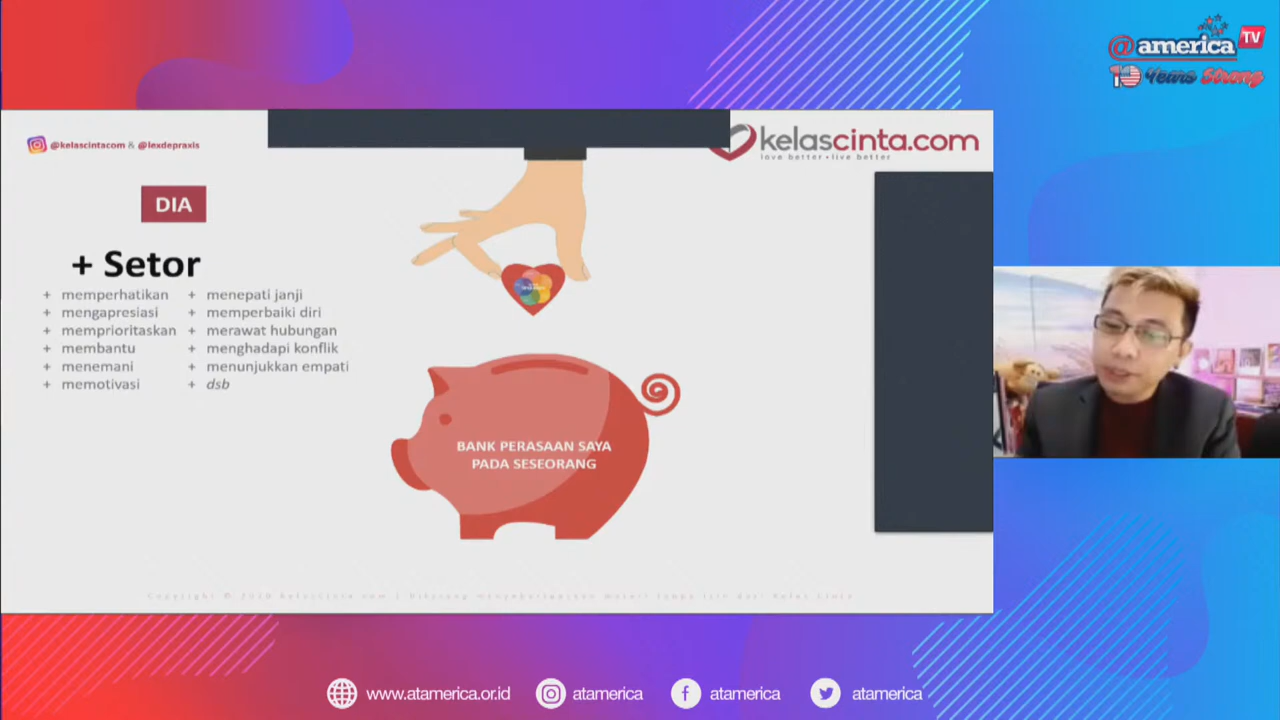 @america TV
10 Years Strong
@kelascintacom & @lexdepraxis
kelascinta.com
love better • live better
DIA
+ Setor
+ memperhatikan
+ mengapresiasi
+ memprioritaskan
+ membantu
+ menemani
+ memotivasi
+ menepati janji
+ memperbaiki diri
+ merawat hubungan
+ menghadapi konflik
+ menunjukkan empati
+ dsb
BANK PERASAAN SAYA
PADA SESEORANG
www.atamerica.or.id
atamerica
atamerica
atamerica